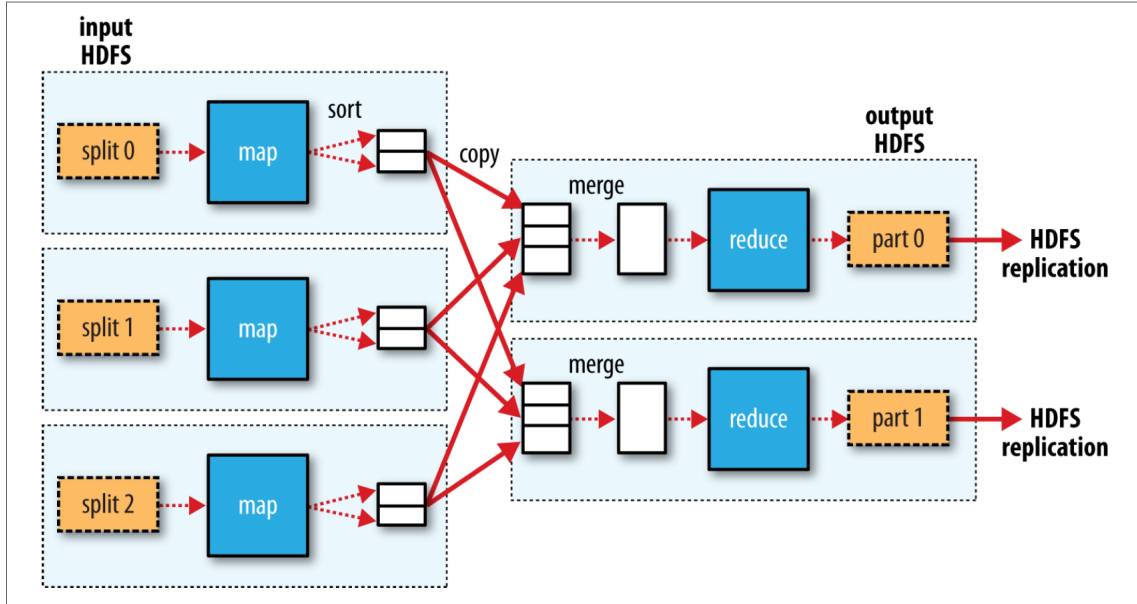 input
HDFS
split 0
map
sort
copy
split 1
map
split 2
map
output
HDFS
merge
reduce
part 0
HDFS
replication
merge
reduce
part 1
HDFS
replication